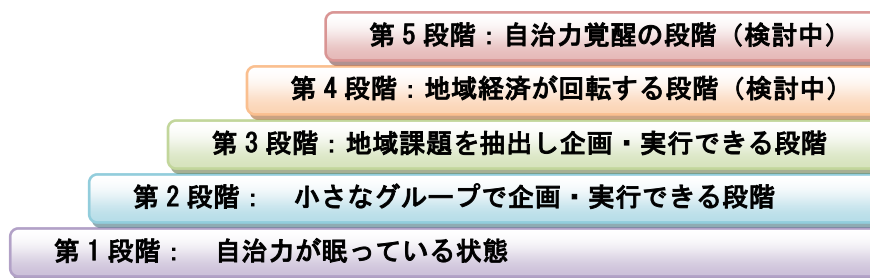 第5段階：自治力覚醒の段階（検討中）
第4段階：地域経済が回転する段階（検討中）
第3段階：地域課題を抽出し企画・実行できる段階
第2段階：　小さなグループで企画・実行できる段階
第1段階：　自治力が眠っている状態